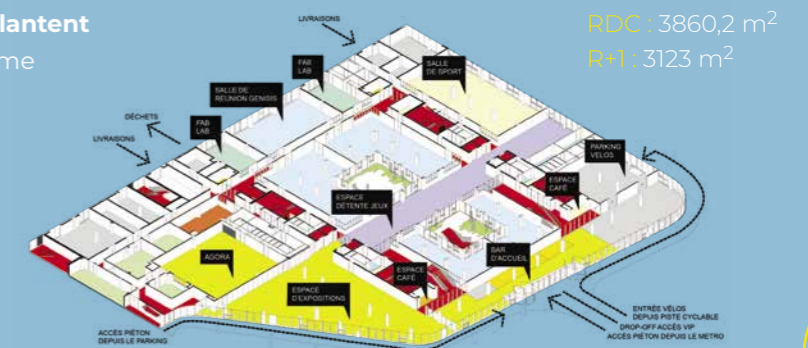 lantent
me
RDC : 3860,2 m²
R+1 : 3123 m²
LIVRAISONS
FAB
LAB
SALLE
DE SPORT
SALLE DE
RÉUNION GENISIS
DÉCHETS
FAB
LAB
LIVRAISONS
PARKING
VELOS
ESPACE
CAFÉ
ESPACE
DÉTENTE JEUX
AGORA
BAR
D'ACCUEIL
ESPACE
CAFÉ
ESPACE
D'EXPOSITIONS
ENTRÉE VÉLOS
DEPUIS PISTE CYCLABLE
DROP-OFF ACCÈS VIP
ACCÈS PIÉTON DEPUIS LE METRO
ACCÈS PIÉTON
DEPUIS LE PARKING